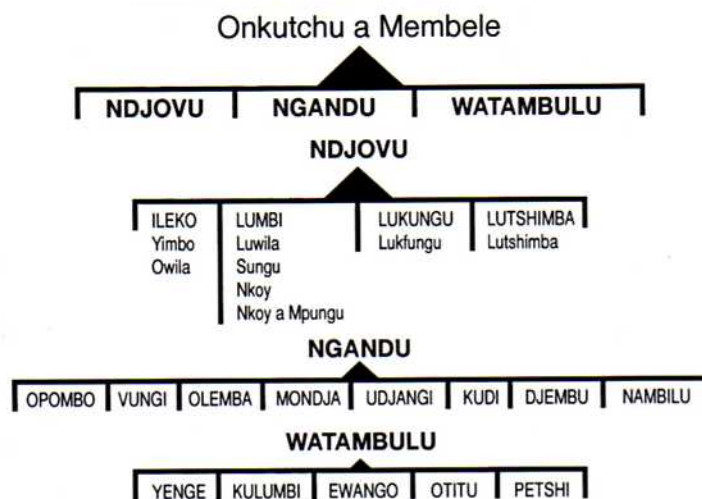 Onkutchu a Membele
NDJOVU NGANDU WATAMBULU
NDJOVU
ILEKO LUMBI LUKUNGU LUTSHIMBA
Yimbo Luwila Lukfungu Lutshimba
Owila Sungu
Nkoy
Nkoy a Mpungu
NGANDU
OPOMBO VUNGI OLEMBA MONDJA UDJANGI KUDI DJEMBU NAMBILU
WATAMBULU
YENGE KULUMBI EWANGO OTITU PETSHI